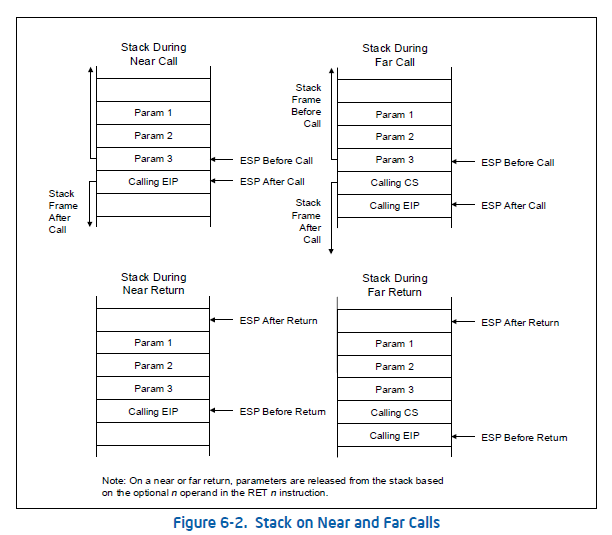 Stack During
Near Call
Stack During
Far Call
Stack
Frame
Before
Call
Param 1
Param 2
Param 3
Calling EIP
ESP Before Call
ESP After Call
Stack
Frame
After
Call
Param 1
Param 2
Param 3
Calling CS
Calling EIP
ESP Before Call
ESP After Call
Stack
Frame
After
Call
Stack During
Near Return
Stack During
Far Return
ESP After Return
Param 1
Param 2
Param 3
Calling EIP
ESP Before Return
ESP After Return
Param 1
Param 2
Param 3
Calling CS
Calling EIP
ESP Before Return
Note: On a near or far return, parameters are released from the stack based
on the optional n operand in the RET n instruction.
Figure 6-2. Stack on Near and Far Calls